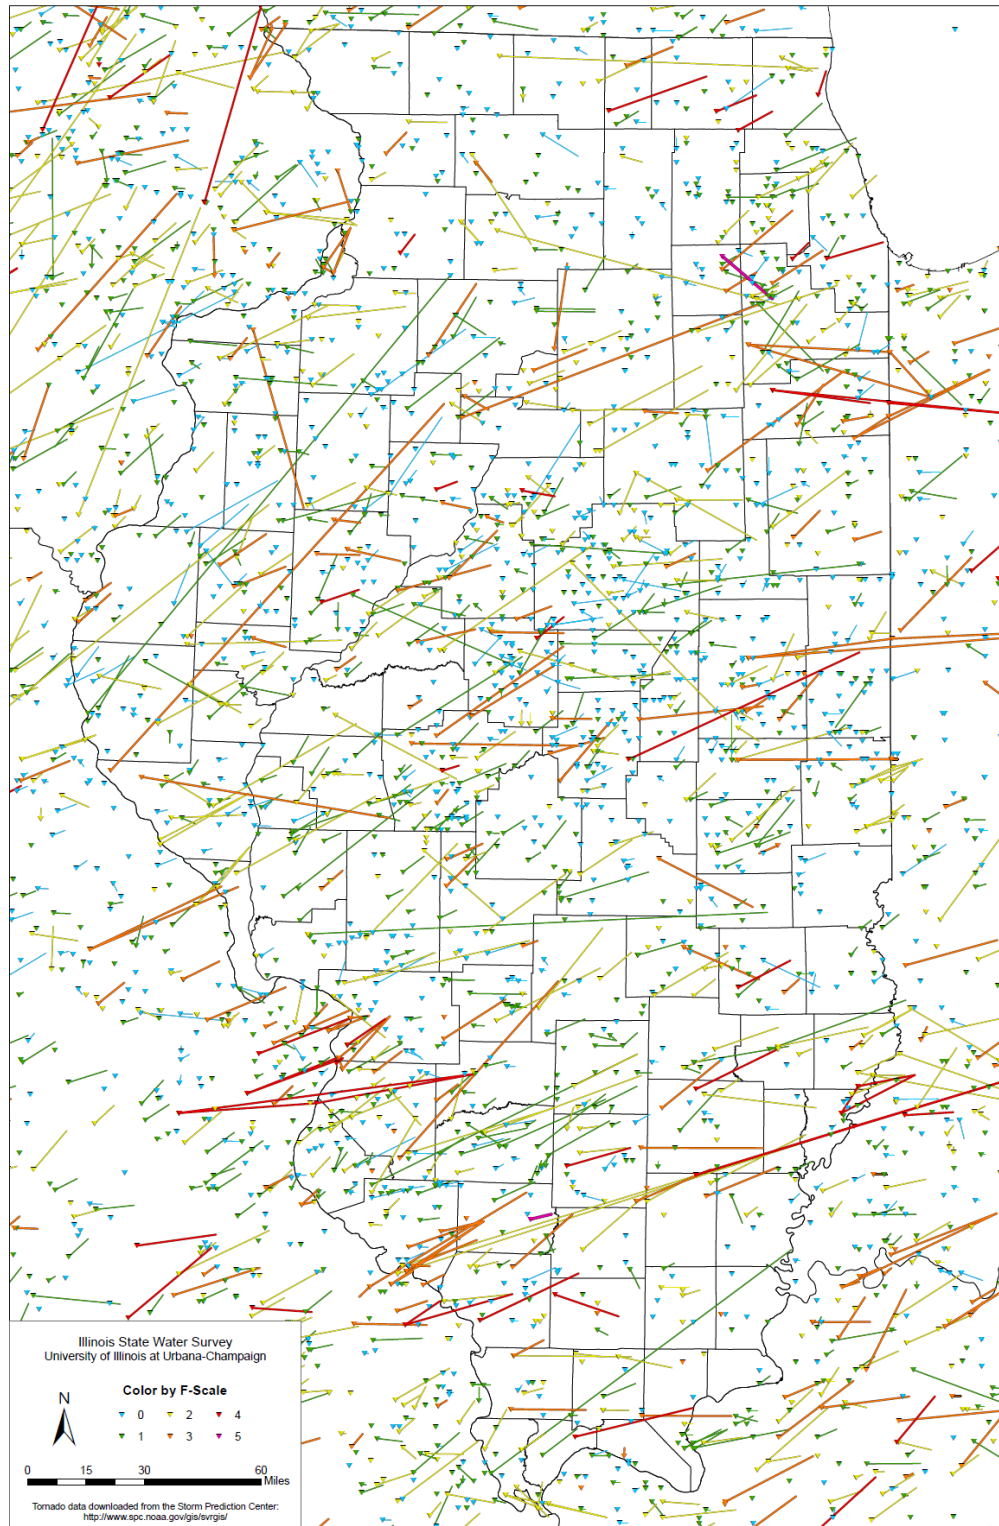 Illinois State Water Survey
University of Illinois at Urbana-Champaign
N
Color by F-Scale
0 2 4
1 3 5
0 15 30 60 Miles
Tornado data downloaded from the Storm Prediction Center:
http://www.spc.noaa.gov/gis/svrgis/